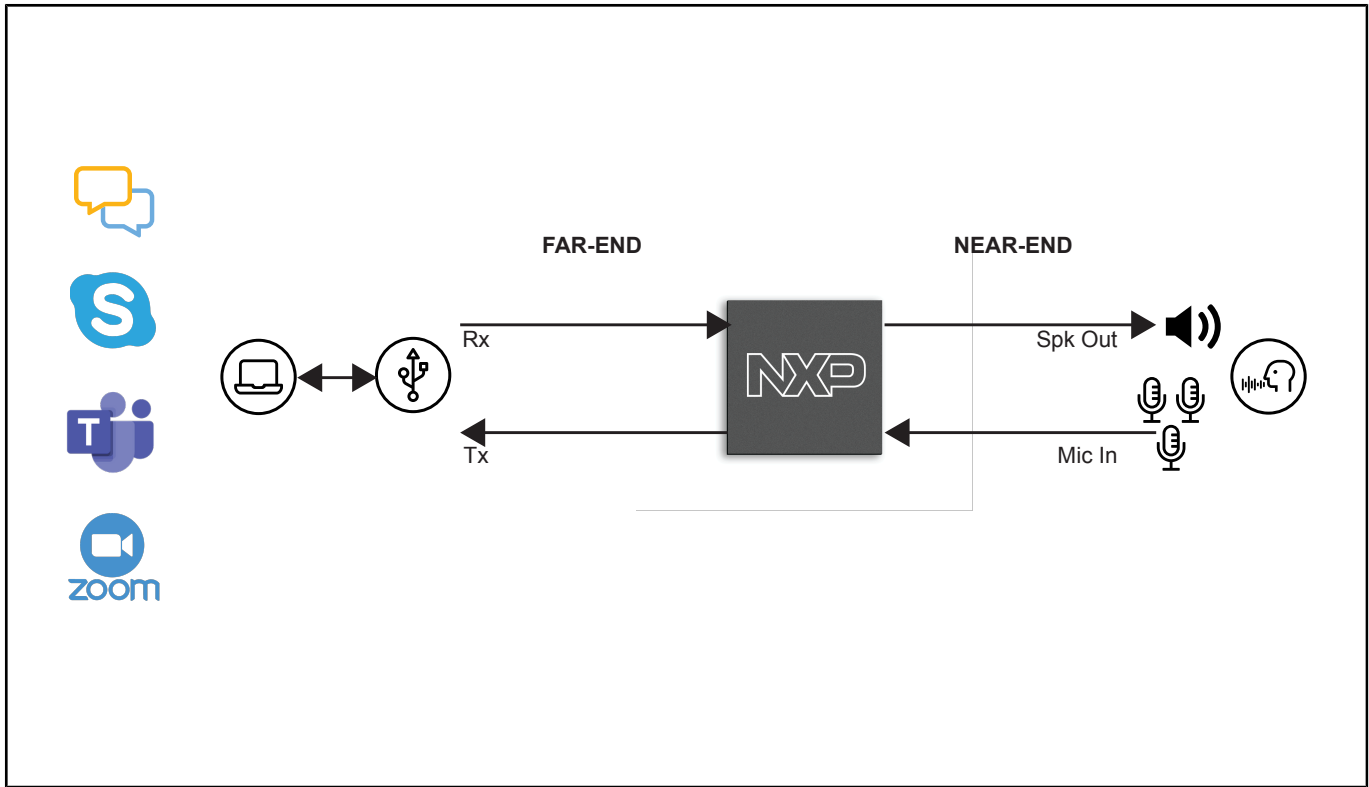 FAR-END
NEAR-END
S
Rx
Spk Out
NXP
T
Tx
Mic In
zoom